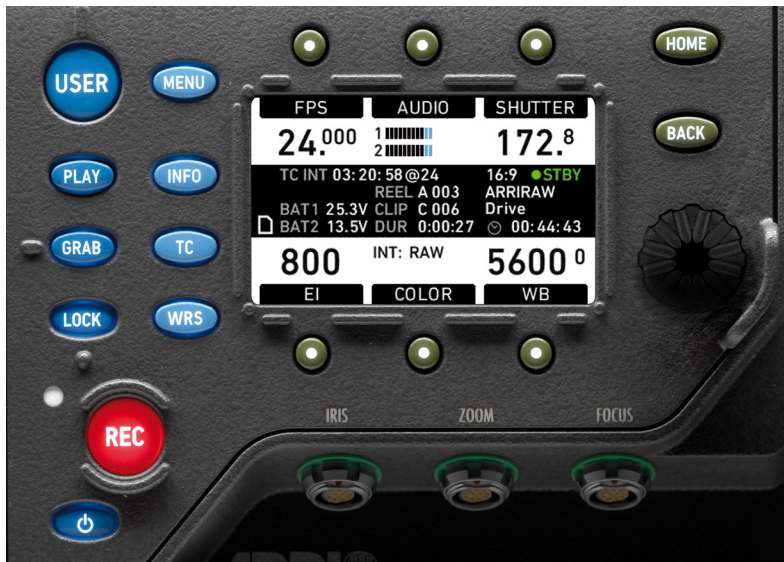 USER
MENU
HOME
BACK
PLAY
INFO
GRAB
TC
LOCK
WRS
REC
FPS AUDIO SHUTTER
24.000 1 172.8
2
TC INT 03:20:58@24 16:9 STBY
REEL A 003 ARRIRAW
BAT1 25.3V CLIP C 006 Drive
BAT2 13.5V DUR 0:00:27 00:44:43
800 INT: RAW 5600 0
EI COLOR WB
IRIS ZOOM FOCUS